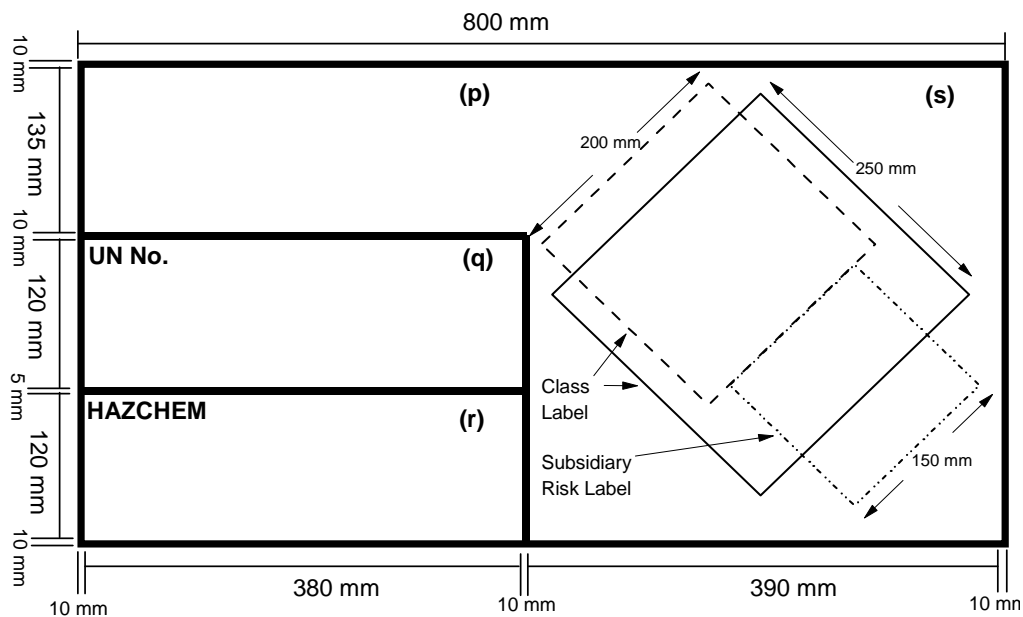 800 mm
10 mm
(p)
(s)
135 mm
200 mm
250 mm
10 mm
UN No.
(q)
120 mm
5 mm
HAZCHEM
(r)
Class
Label
120 mm
Subsidiary
Risk Label
150 mm
10 mm
380 mm
390 mm
10 mm
10 mm
10 mm